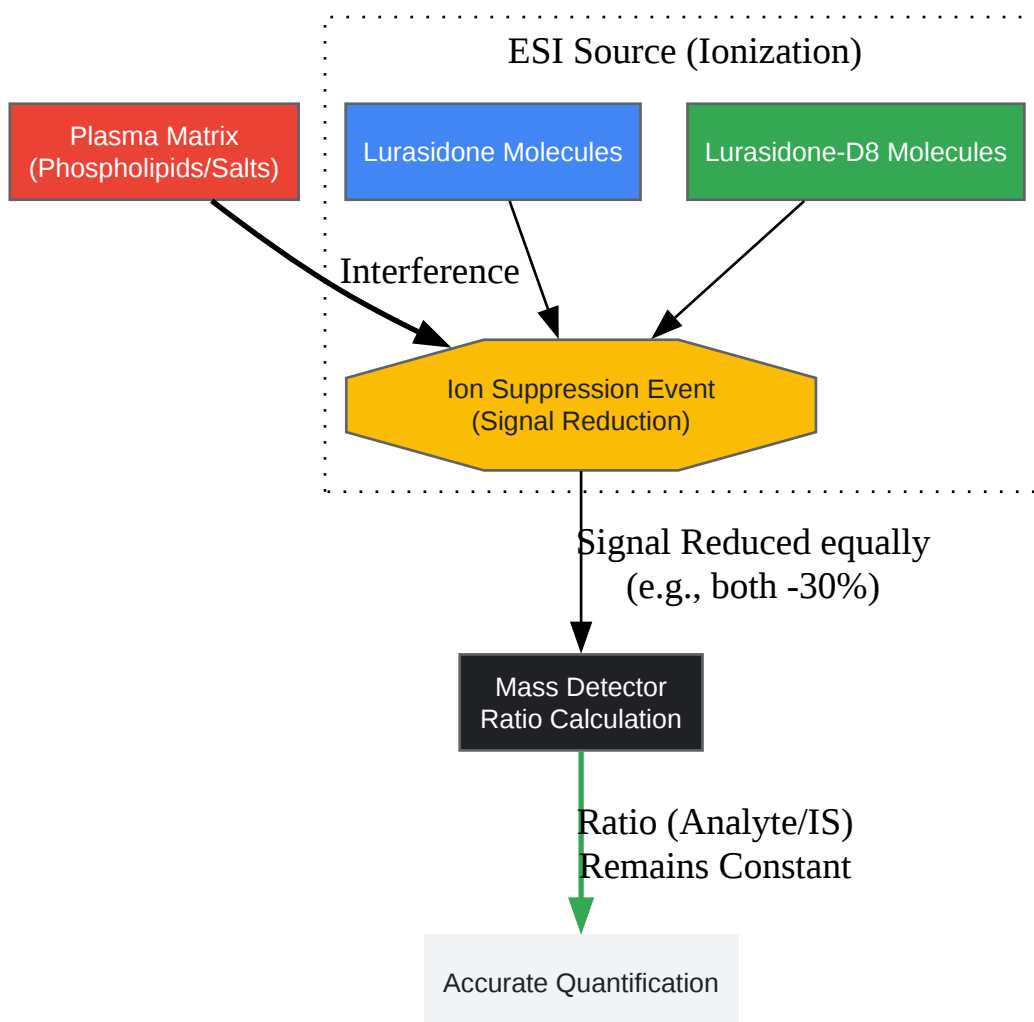 ESI Source (Ionization)
Plasma Matrix
(Phospholipids/Salts)
Lurasidone Molecules
Lurasidone-D8 Molecules
Interference
Ion Suppression Event
(Signal Reduction)
Signal Reduced equally
(e.g., both -30%)
Mass Detector
Ratio Calculation
Ratio (Analyte/IS)
Remains Constant
Accurate Quantification